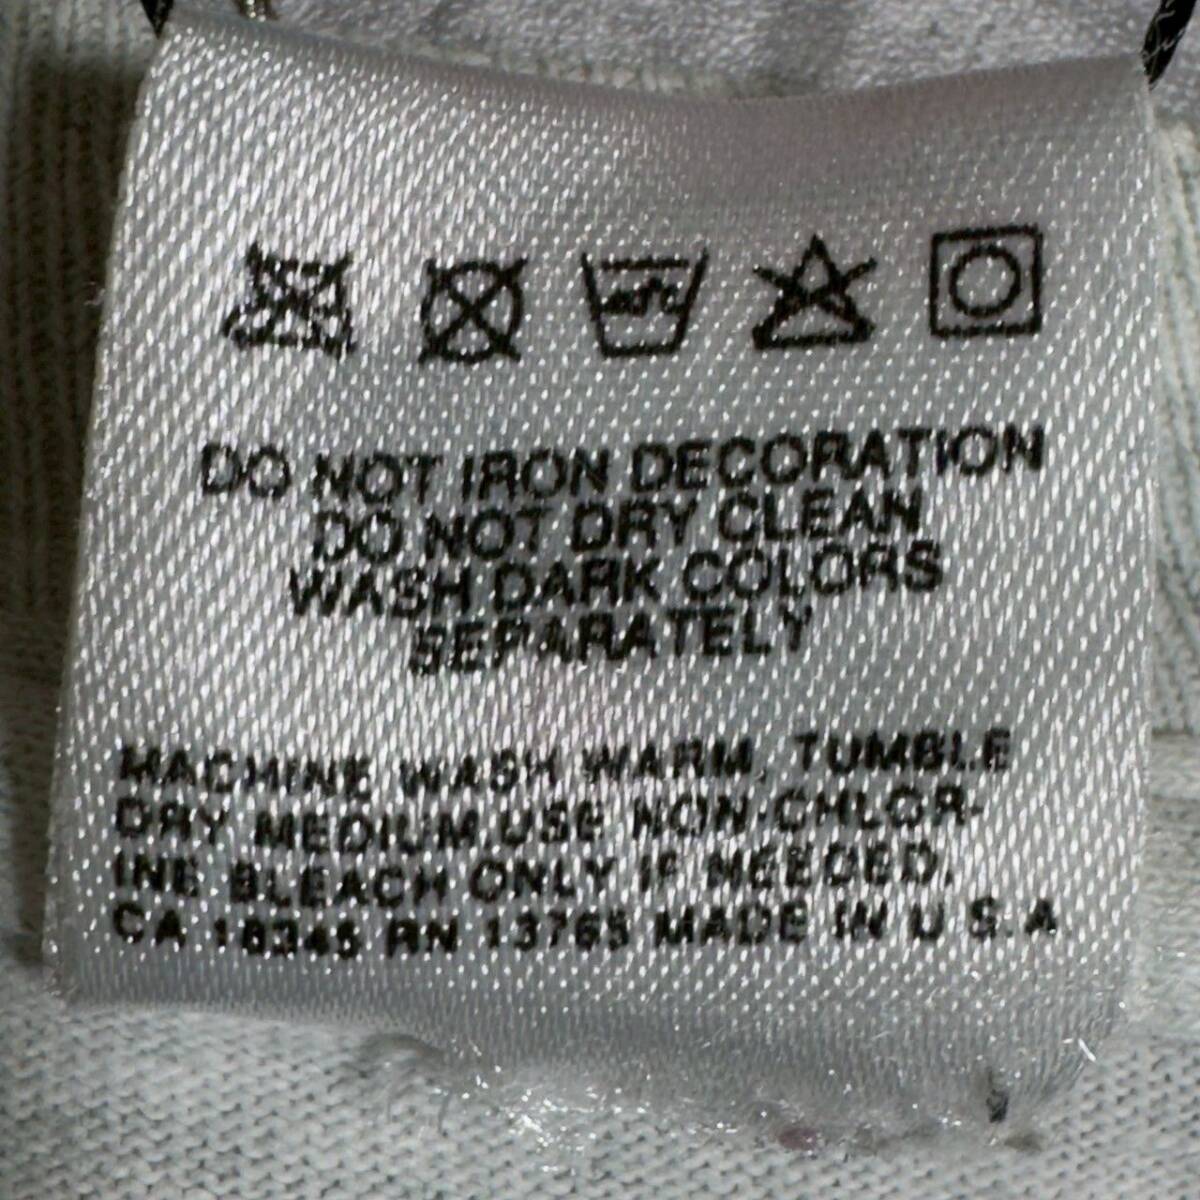 40°C
DO NOT IRON DECORATION
DO NOT DRY CLEAN
WASH DARK COLORS
SEPARATELY
MACHINE WASH WARM, TUMBLE
DRY MEDIUM, USE NON-CHLOR-
INE BLEACH ONLY IF NEEDED.
CA 18345 RN 13765 MADE IN U.S.A